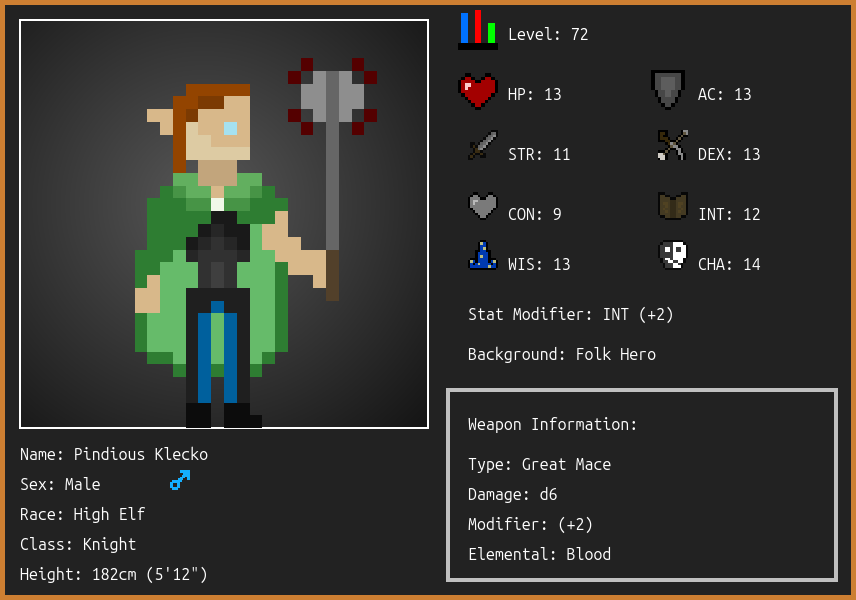 Level: 72
HP: 13
AC: 13
STR: 11
DEX: 13
CON: 9
INT: 12
WIS: 13
CHA: 14
Stat Modifier: INT (+2)
Background: Folk Hero
Weapon Information:
Type: Great Mace
Damage: d6
Modifier: (+2)
Elemental: Blood
Name: Pindious Klecko
Sex: Male
Race: High Elf
Class: Knight
Height: 182cm (5'12")